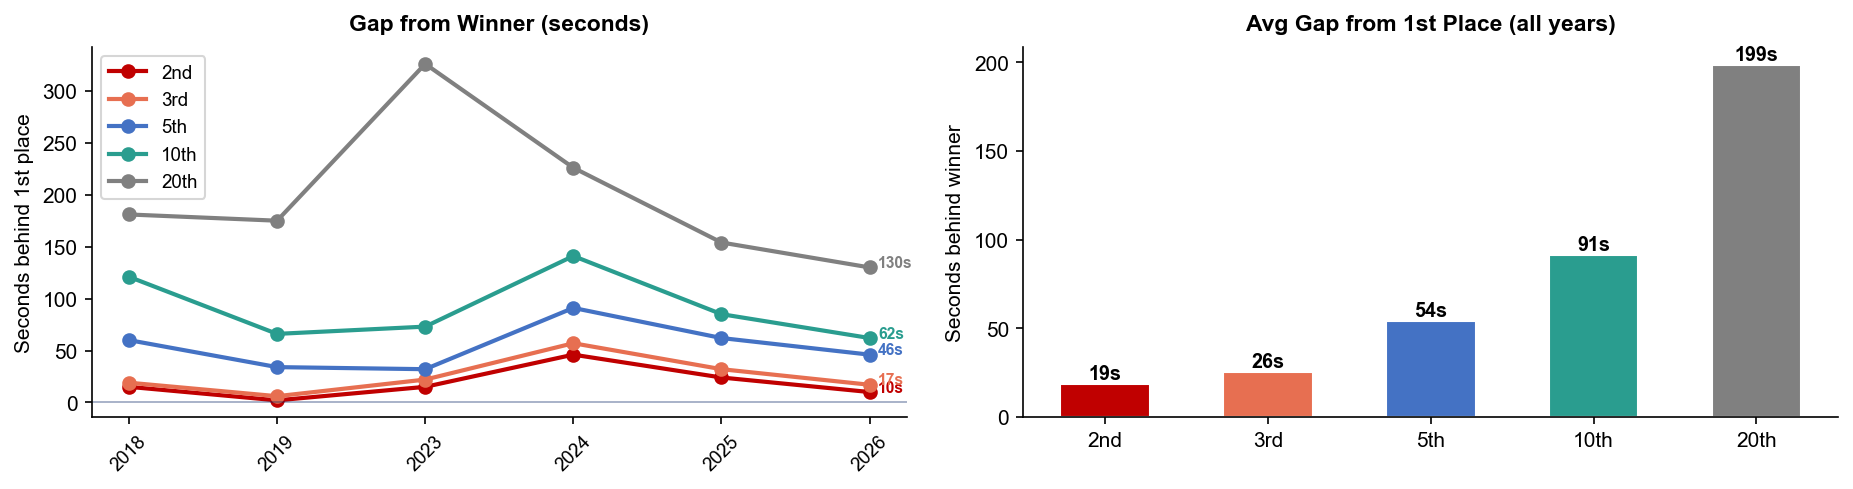 Gap from Winner (seconds)
Seconds behind 1st place
300
250
200
150
100
50
0
2nd
3rd
5th
10th
20th
130s
62s
46s
17s
10s
2018
2019
2023
2024
2025
2026
Avg Gap from 1st Place (all years)
Seconds behind winner
200
150
100
50
0
19s
26s
54s
91s
199s
2nd
3rd
5th
10th
20th